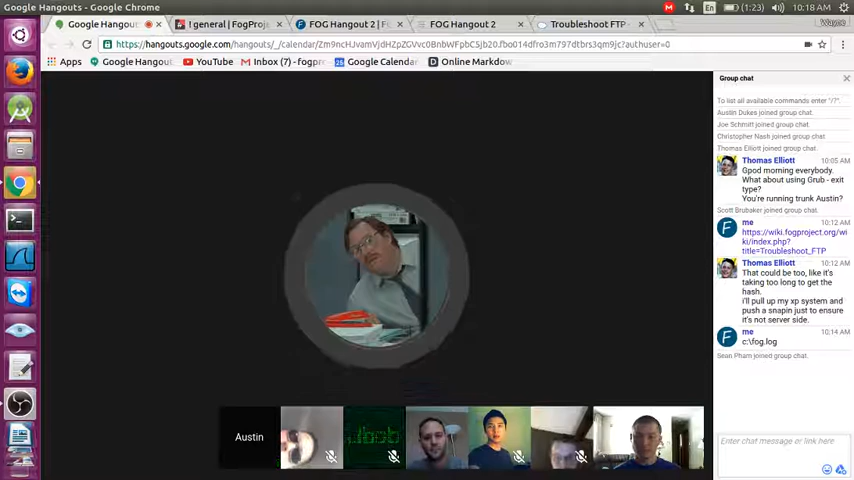 Google Hangouts - Google Chrome
En
(1:23)
10:18 AM
Google Hangouts
! general | FogProj
FOG Hangout 2 | F
FOG Hangout 2
Troubleshoot FTP -
Wayne
https://hangouts.google.com/hangouts/_/calendar/
?authuser=0
Apps
Google Hangouts
YouTube
Inbox (7) - fogpr
Google Calendar
Online Markdow
Group chat
To list all available commands enter "/?"
Austin Dukes joined group chat.
Joe Schmitt joined group chat.
Christopher Nash joined group chat.
Thomas Elliott joined group chat.
Thomas Elliott
10:05 AM
Good morning everybody.
What about using Grub - exit
type?
You're running trunk Austin?
Scott Brubaker joined group chat.
me
10:12 AM
https://wiki.fogproject.org/wi
ki/index.php?
title=Troubleshoot_FTP
Thomas Elliott
10:12 AM
That could be too, like it's
taking too long to get the
hash.
i'll pull up my xp system and
push a snapin just to ensure
it's not server side.
me
10:14 AM
c:\fog.log
Sean Pham joined group chat.
Austin
Enter chat message or link here